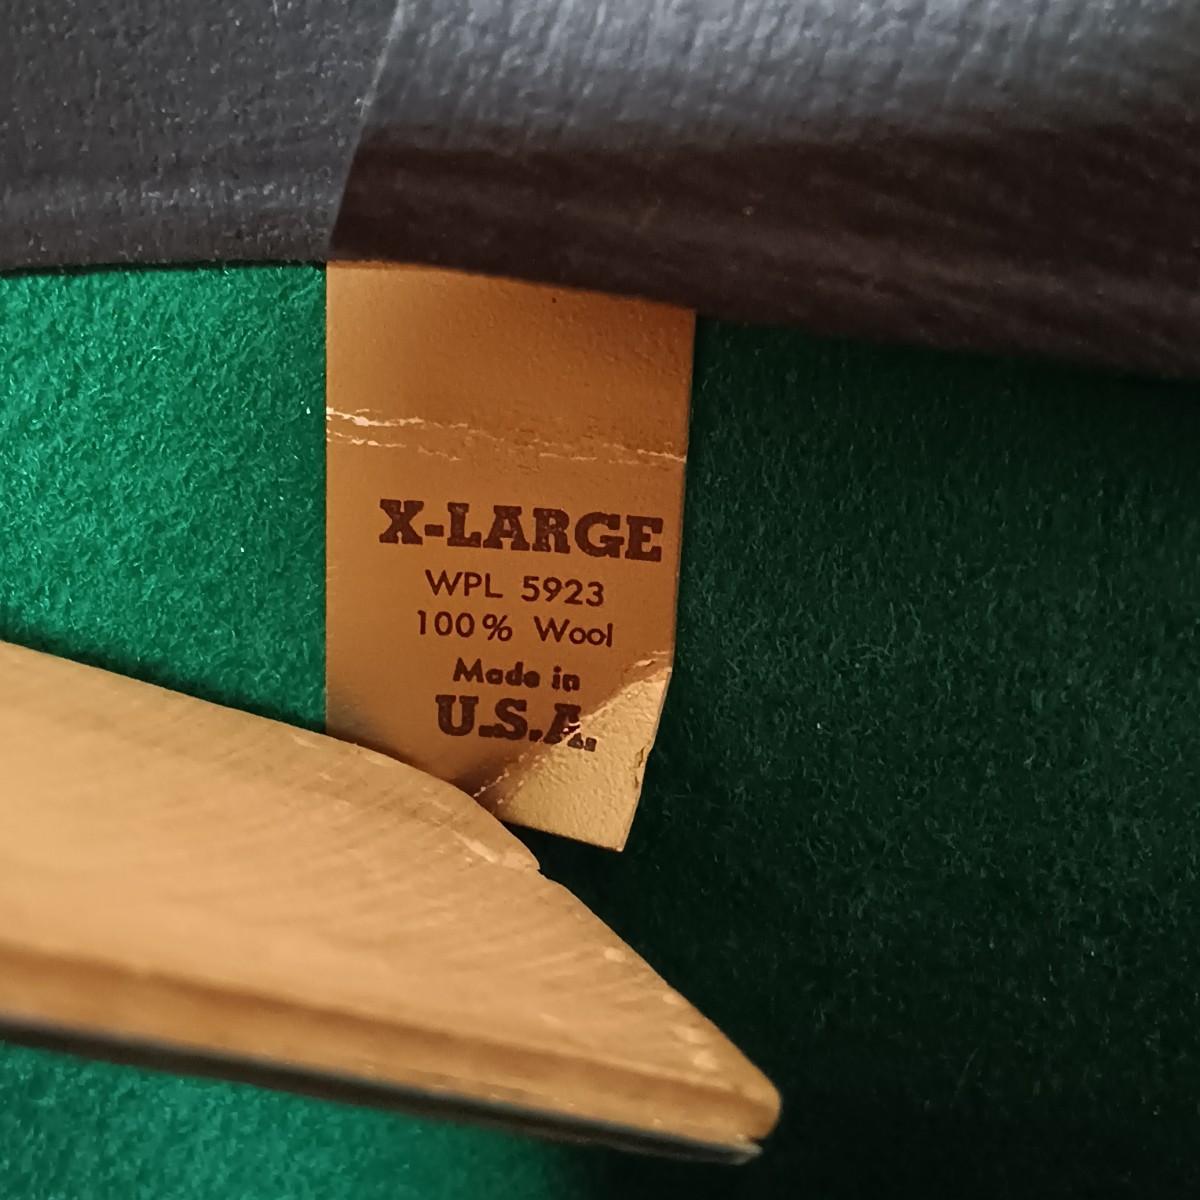 X-LARGE
WPL 5923
100% Wool
Made in
U.S.A.